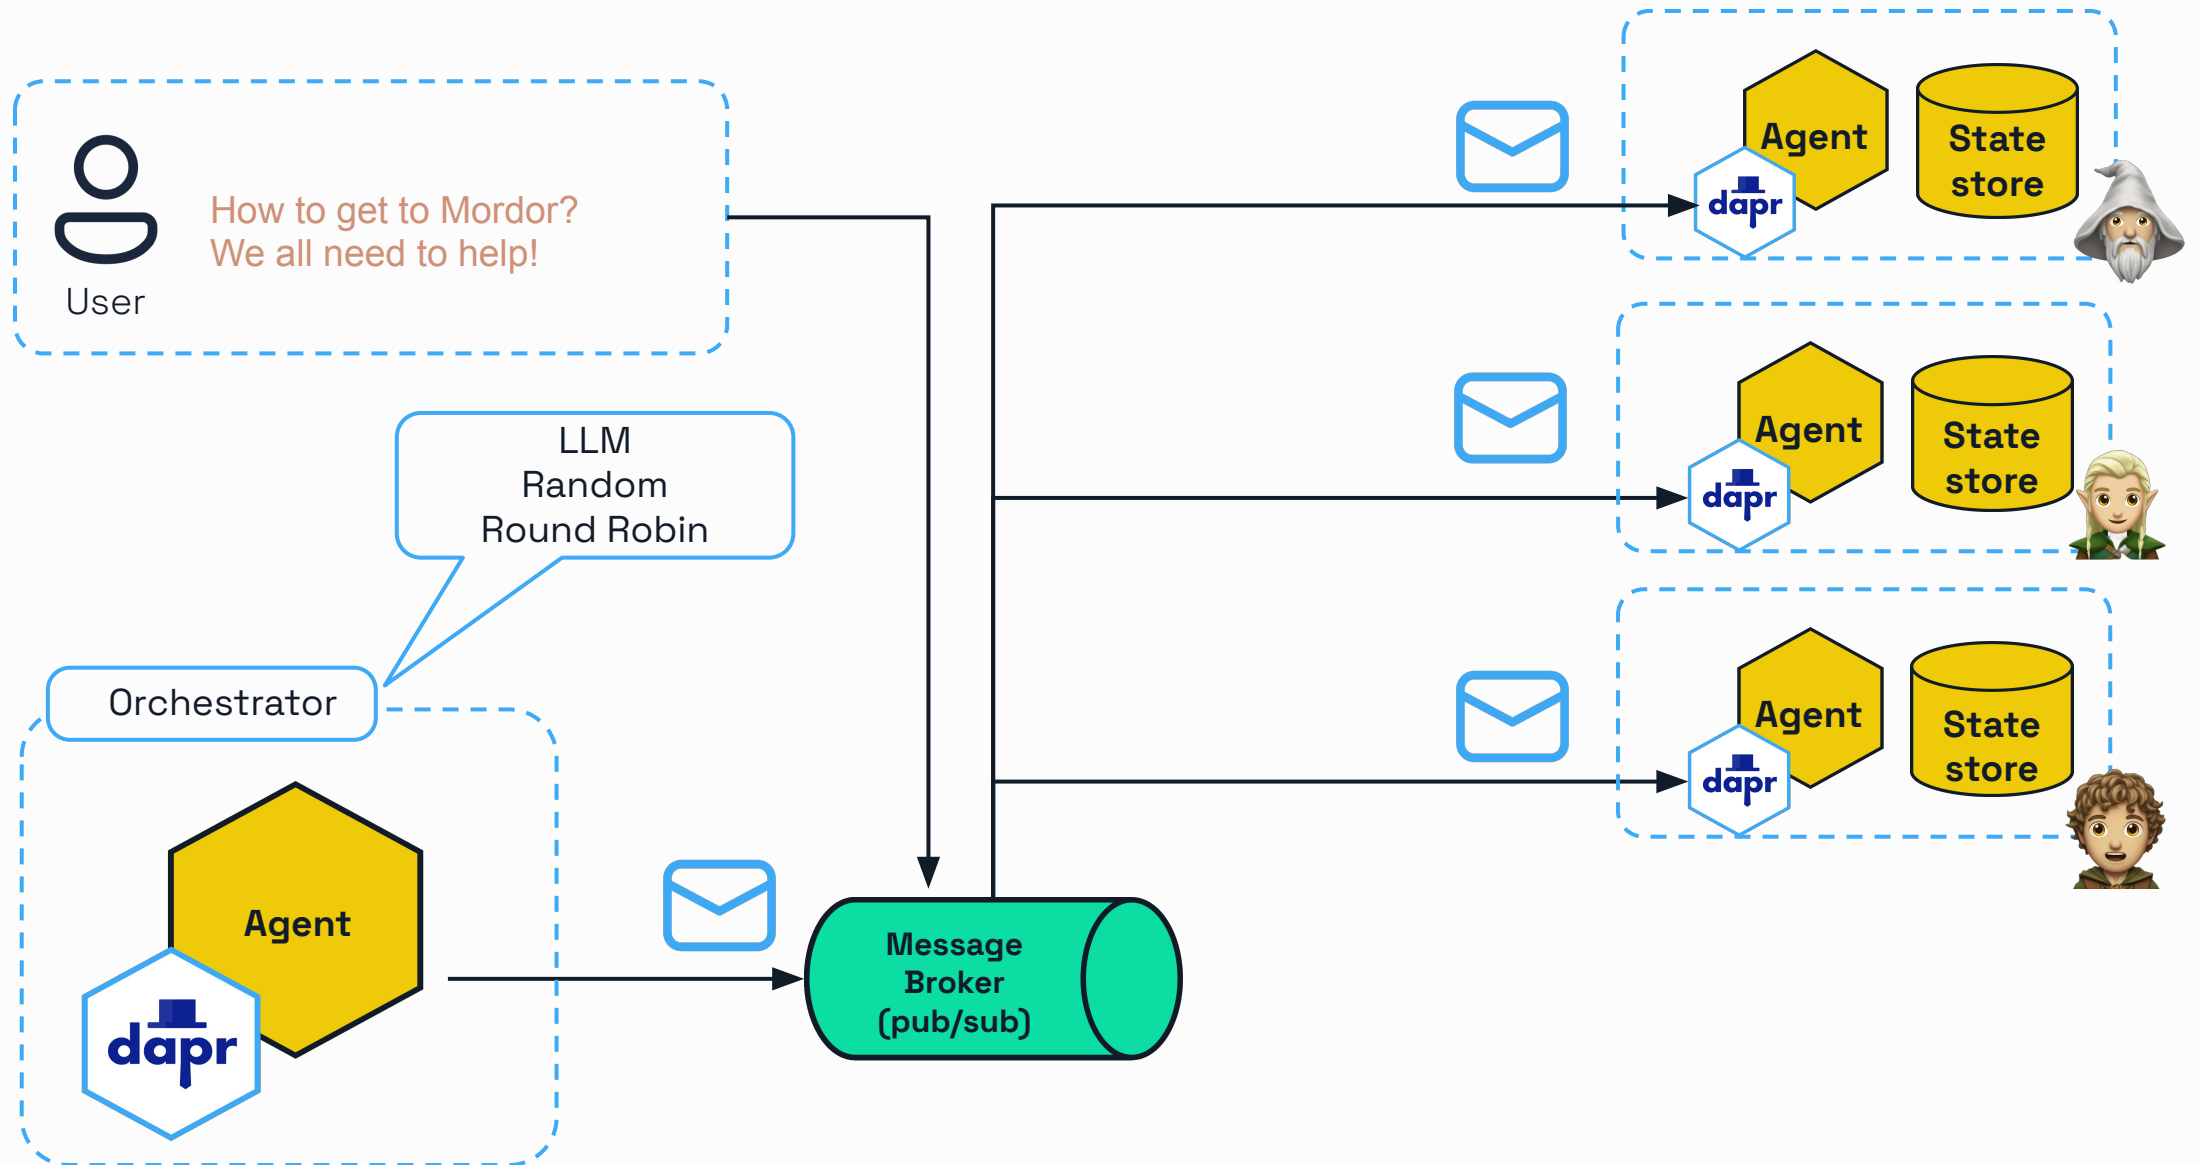 How to get to Mordor?
We all need to help!
User
LLM
Random
Round Robin
Orchestrator
Agent
dapr
Message
Broker
(pub/sub)
Agent
dapr
State
store
Agent
dapr
State
store
Agent
dapr
State
store